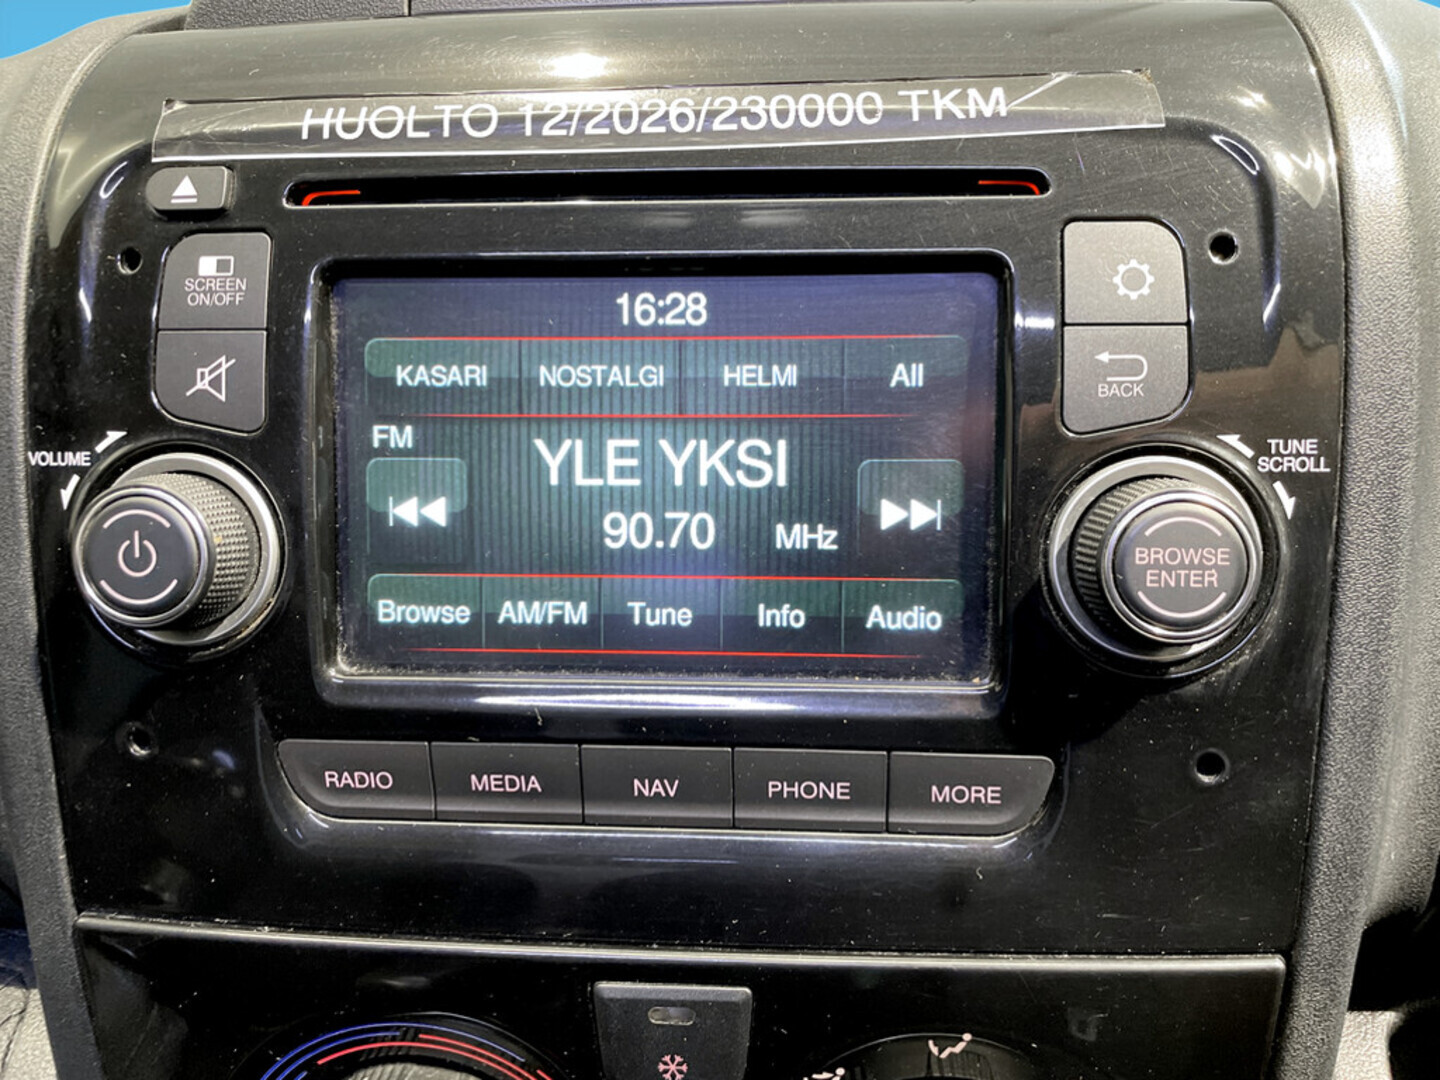 HUOLTO 12/2026/230000 TKM
SCREEN
ON/OFF
16:28
KASARI NOSTALGI HELMI All
BACK
FM
YLE YKSI
VOLUME
TUNE
SCROLL
90.70 MHz
BROWSE
ENTER
Browse AM/FM Tune Info Audio
RADIO MEDIA NAV PHONE MORE